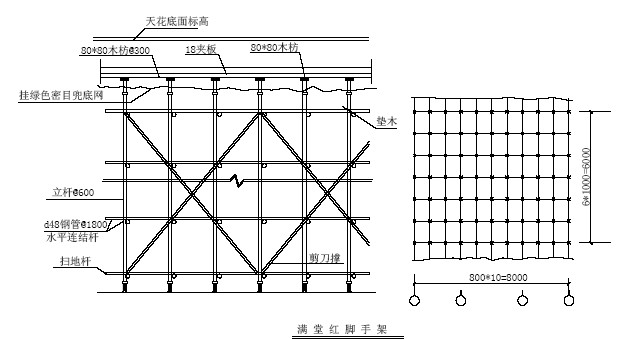 天花底面标高
80*80木枋@300
18夹板
80*80木枋
挂绿色密目兜底网
垫木
立杆@600
d48钢管@1800
水平连结杆
扫地杆
剪刀撑
6*1000=6000
800*10=8000
满堂红脚手架